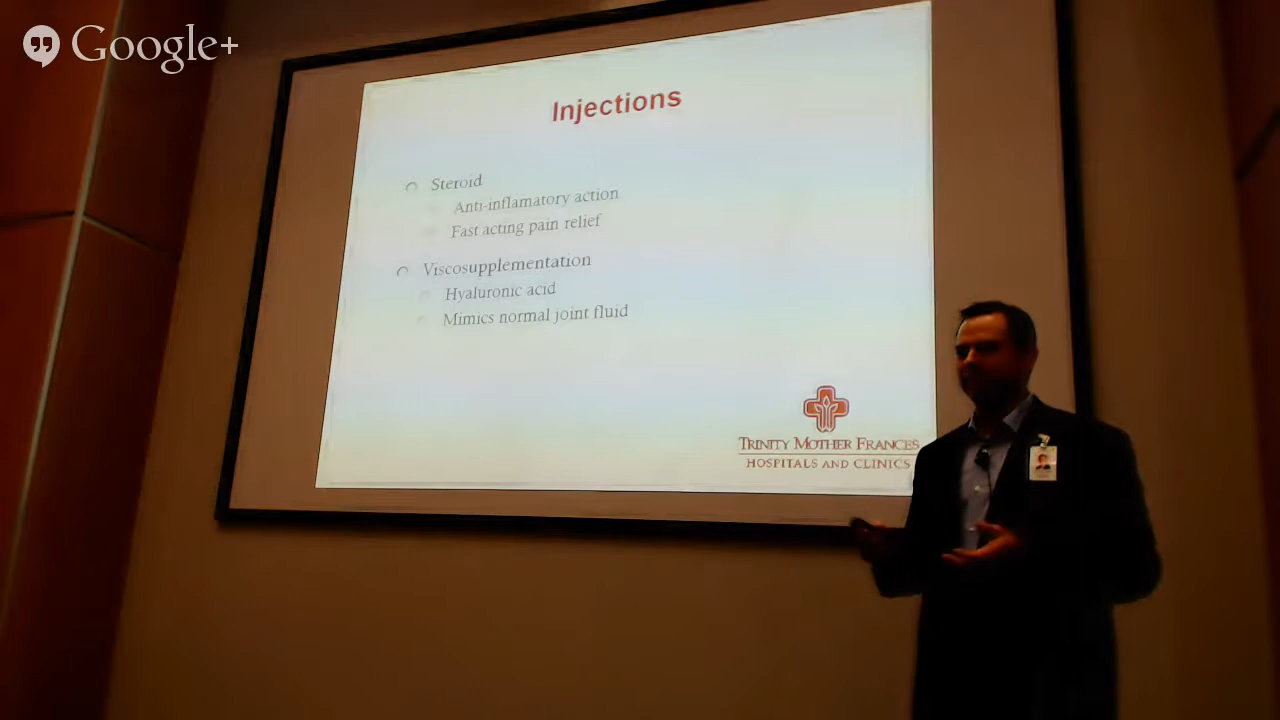 Google+
Injections
Steroid
Anti-inflamatory action
Fast acting pain relief
Viscosupplementation
Hyaluronic acid
Mimics normal joint fluid
TRINITY MOTHER FRANCES
HOSPITALS AND CLINICS